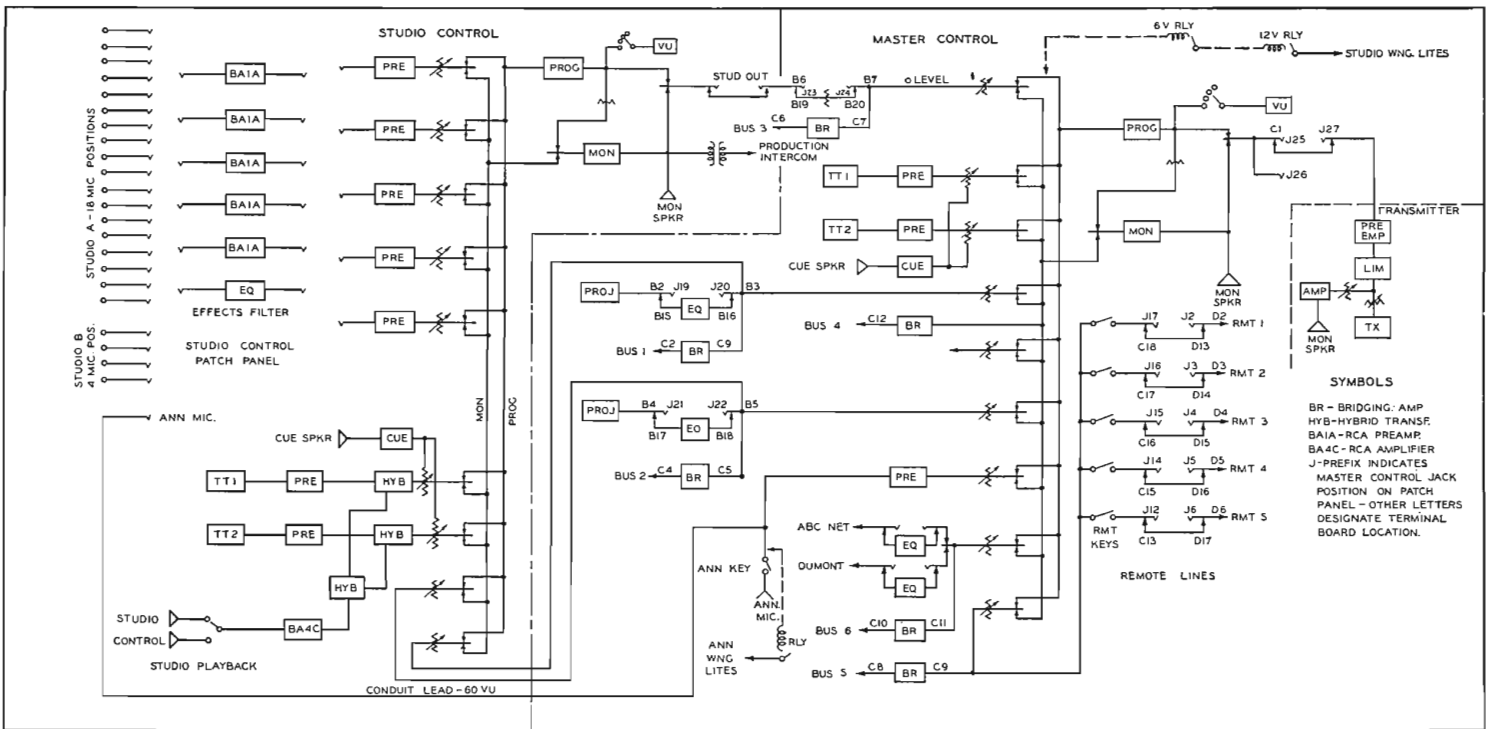 STUDIO CONTROL
MASTER CONTROL
6V RLY
12V RLY
STUDIO WNG. LITES
STUDIO A-18 MIC POSITIONS
STUDIO B
4 MIC. POS.
BA1A
BA1A
BA1A
BA1A
BA1A
EQ
EFFECTS FILTER
STUDIO CONTROL
PATCH PANEL
ANN MIC.
PRE
PRE
PRE
PRE
PRE
MON
PROG
PROG
VU
MON
MON
SPKR
PRODUCTION
INTERCOM
STUD OUT
B6
J23
J24
B7
B19
B20
LEVEL
C6
C7
BUS 3
BR
CUE SPKR
CUE
TT1
PRE
HYB
TT2
PRE
HYB
HYB
STUDIO
CONTROL
BA4C
STUDIO PLAYBACK
CONDUIT LEAD-60 VU
TT1
PRE
TT2
PRE
CUE SPKR
CUE
PROJ
B2
J19
J20
B3
B15
EQ
B16
BUS 4
C12
BR
BUS 1
C2
BR
C9
PROJ
B4
J21
J22
B5
B17
EQ
B18
BUS 2
C4
BR
C5
PRE
ABC NET
EQ
DUMONT
EQ
ANN KEY
ANN.
MIC.
RLY
ANN
WNG
LITES
BUS 6
C10
BR
C11
BUS 5
C8
BR
C9
PROG
VU
C1
J25
J27
J26
MON
MON
SPKR
TRANSMITTER
PRE
EMP
LIM
AMP
TX
MON
SPKR
J17
J2
D2
RMT 1
C18
D13
J16
J3
D3
RMT 2
C17
D14
J15
J4
D4
RMT 3
C16
D15
J14
J5
D5
RMT 4
C15
D16
J12
J6
D6
RMT 5
C13
D17
RMT
KEYS
REMOTE LINES
SYMBOLS
BR-BRIDGING AMP
HYB-HYBRID TRANSF.
BA1A-RCA PREAMP.
BA4C-RCA AMPLIFIER
J-PREFIX INDICATES
MASTER CONTROL JACK
POSITION ON PATCH
PANEL-OTHER LETTERS
DESIGNATE TERMINAL
BOARD LOCATION.